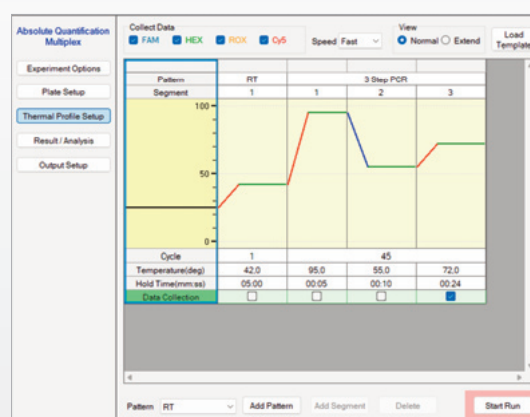 Absolute Quantification
Multiplex
Experiment Options
Plate Setup
Thermal Profile Setup
Result / Analysis
Output Setup
Collect Data
FAM HEX ROX Cy5
Speed Fast
View
Normal Extend
Load
Template
Pattern RT 3 Step PCR
Segment 1 1 2 3
100
50
0
Cycle 1 45
Temperature(deg) 42,0 95,0 55,0 72,0
Hold Time(mm:ss) 05:00 00:05 00:10 00:24
Data Collection
Pattern RT Add Pattern Add Segment Delete Start Run